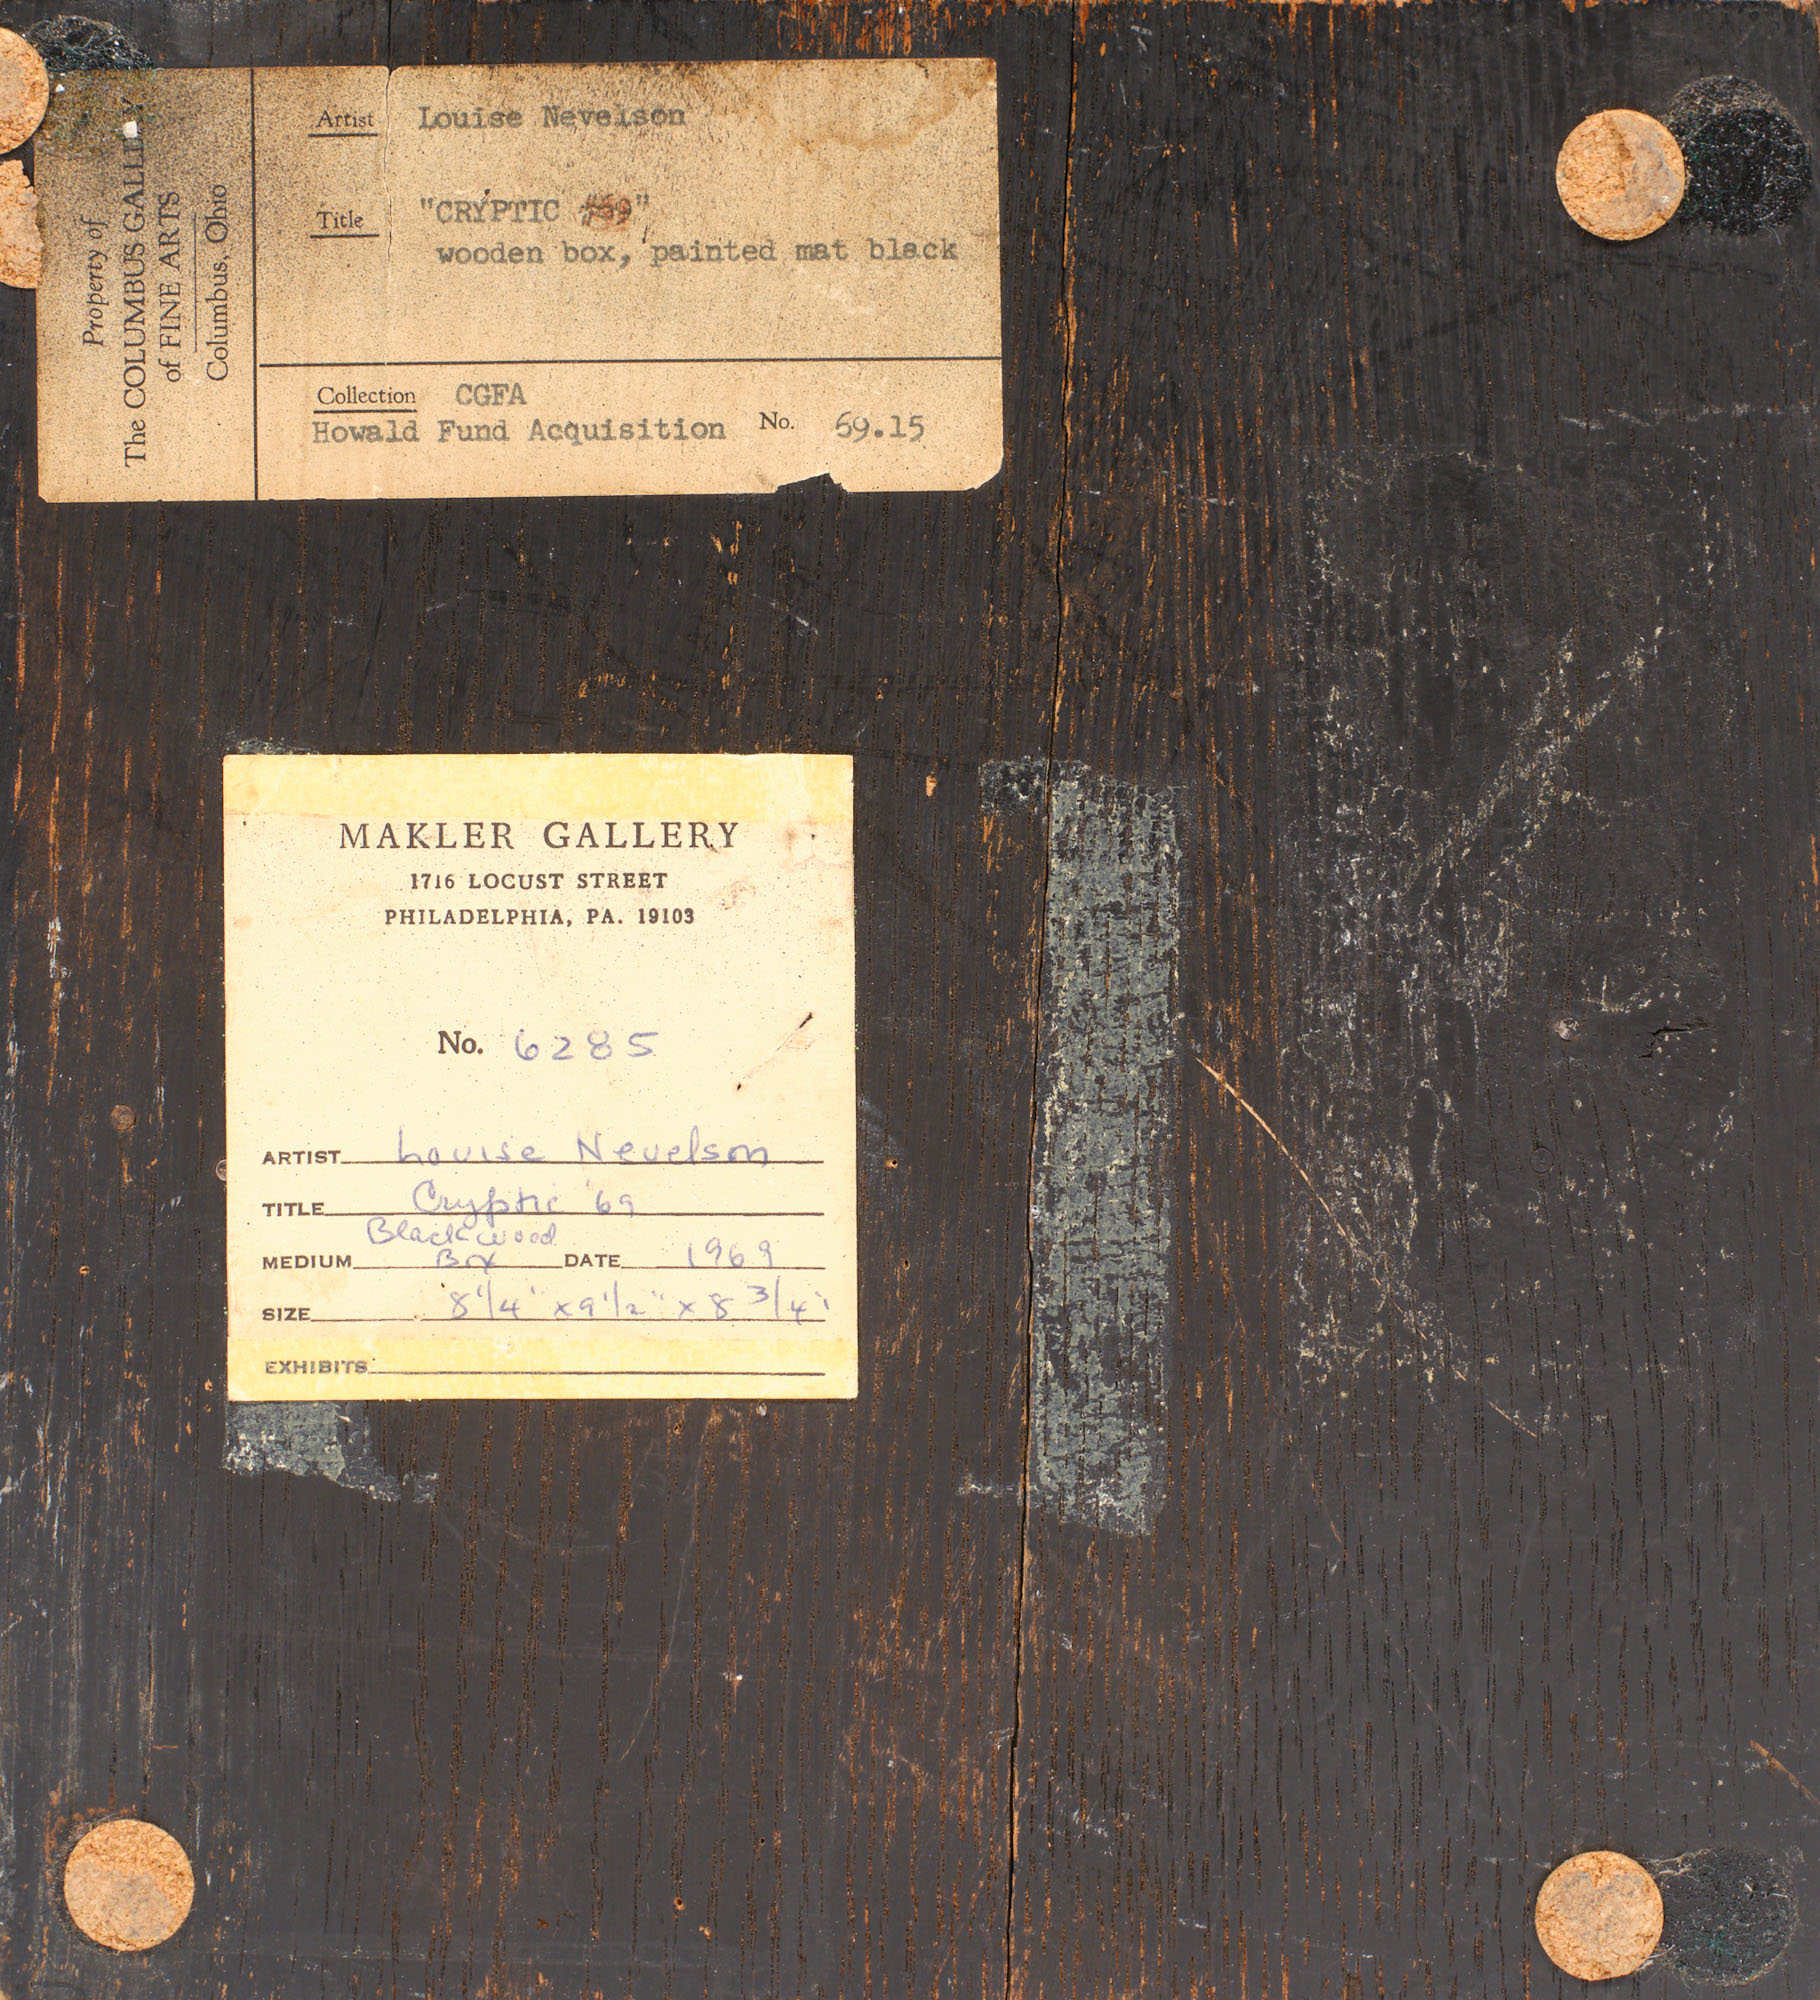 Property of
The COLUMBUS GALLERY
of FINE ARTS
Columbus, Ohio
Artist Louise Nevelson
Title "CRYPTIC #69"
wooden box, painted mat black
Collection CGFA
Howald Fund Acquisition No. 69.15
MAKLER GALLERY
1716 LOCUST STREET
PHILADELPHIA, PA. 19103
No. 6285
ARTIST Louise Nevelson
TITLE Cryptic 69
Black wood
MEDIUM Box DATE 1969
SIZE 8 1/4" x 9 1/2" x 8 3/4"
EXHIBITS